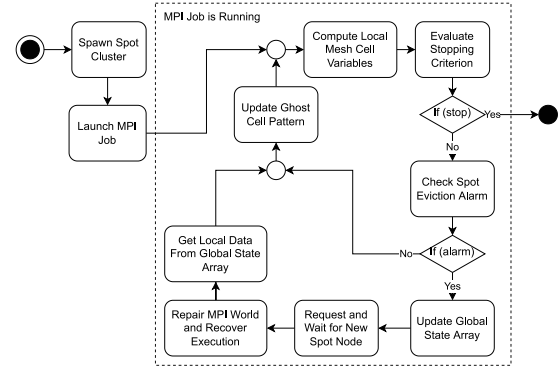 MPI Job is Running
Spawn Spot
Cluster
Launch MPI
Job
Compute Local
Mesh Cell
Variables
Evaluate
Stopping
Criterion
Update Ghost
Cell Pattern
If (stop)
Yes
No
Check Spot
Eviction Alarm
If (alarm)
No
Yes
Get Local Data
From Global State
Array
Repair MPI World
and Recover
Execution
Request and
Wait for New
Spot Node
Update Global
State Array